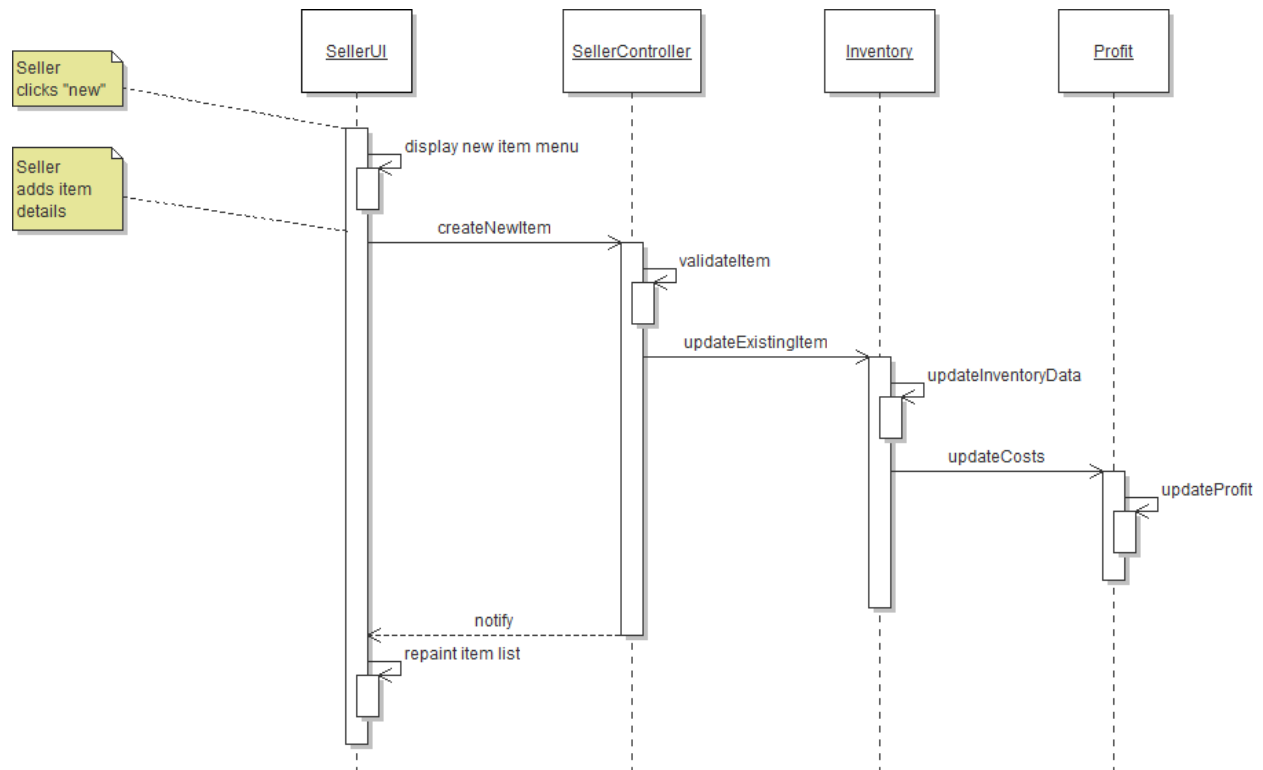 SellerUI
SellerController
Inventory
Profit
Seller
clicks "new"
display new item menu
Seller
adds item
details
createNewItem
validateItem
updateExistingItem
updateInventoryData
updateCosts
updateProfit
notify
repaint item list